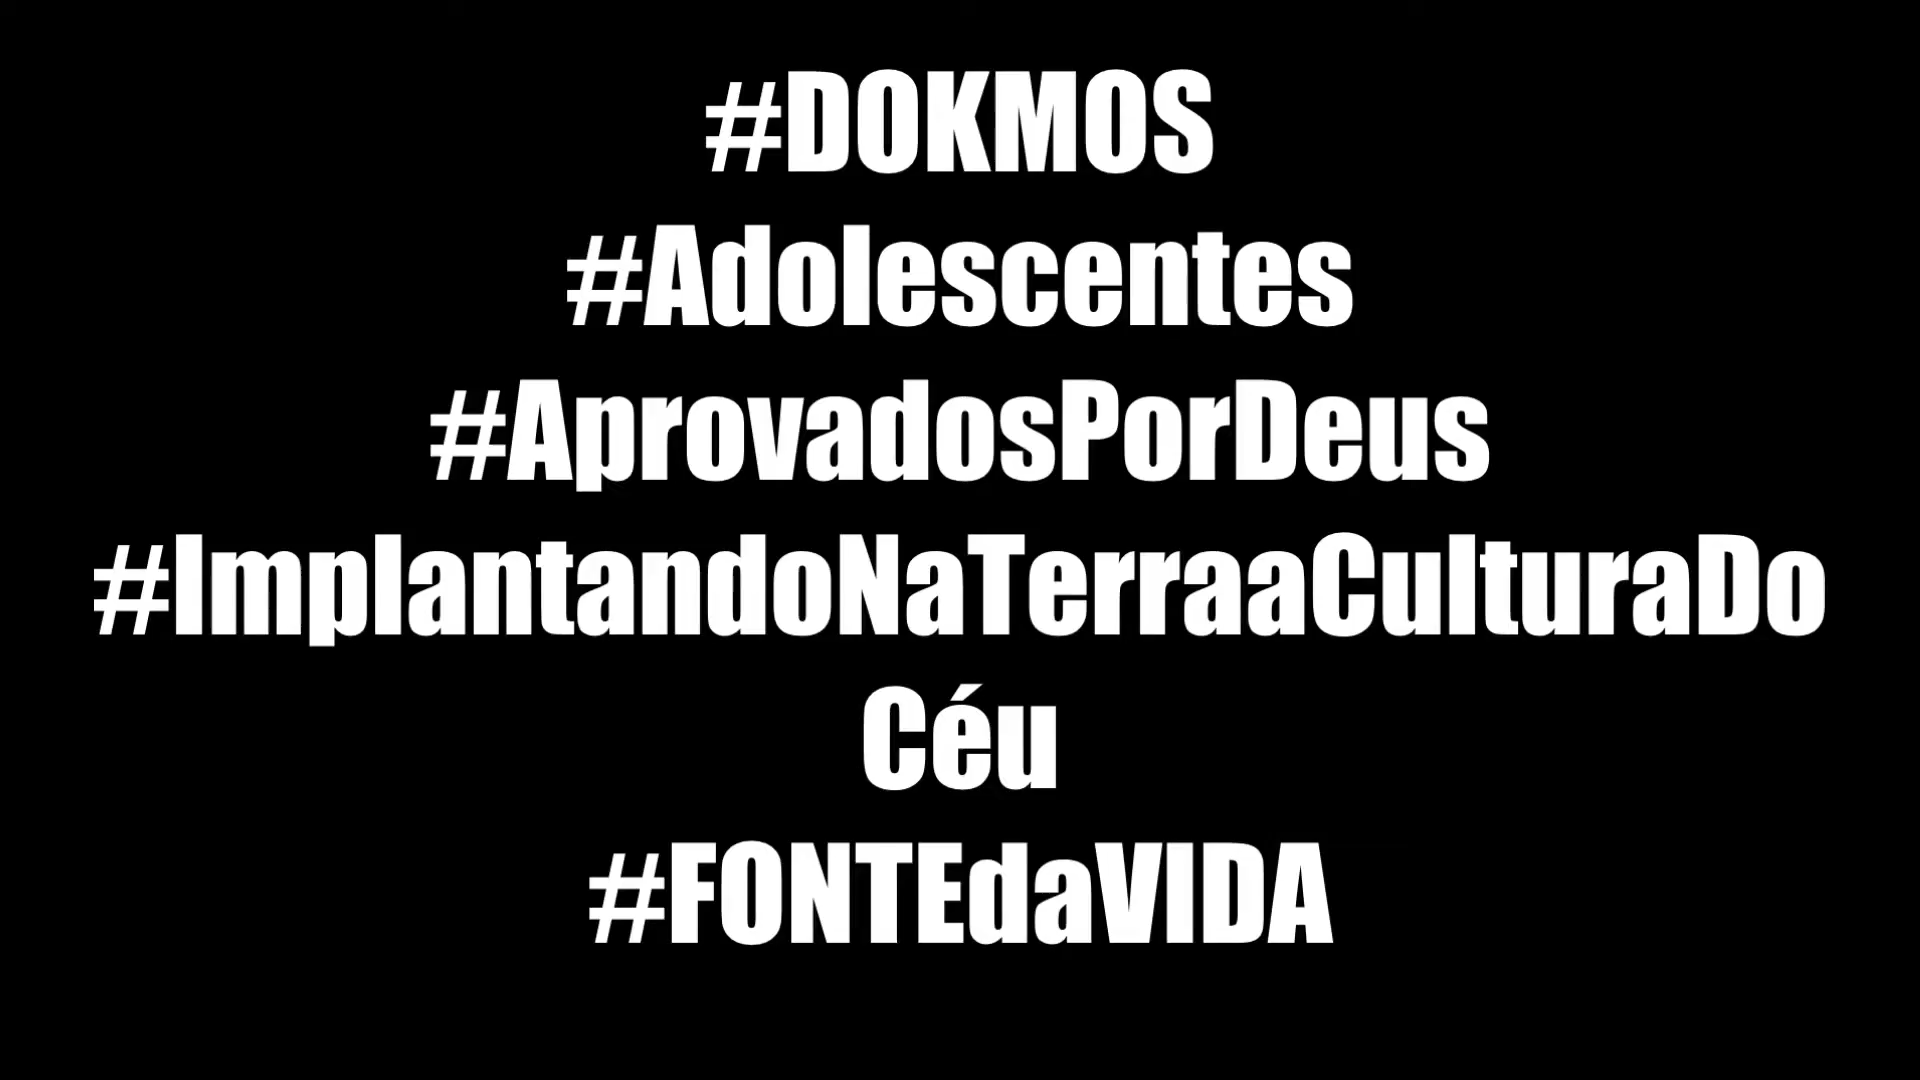 #DOKMOS
#Adolescentes
#AprovadosPorDeus
#ImplantandoNaTerraaCulturaDo
Céu
#FONTEdaVIDA